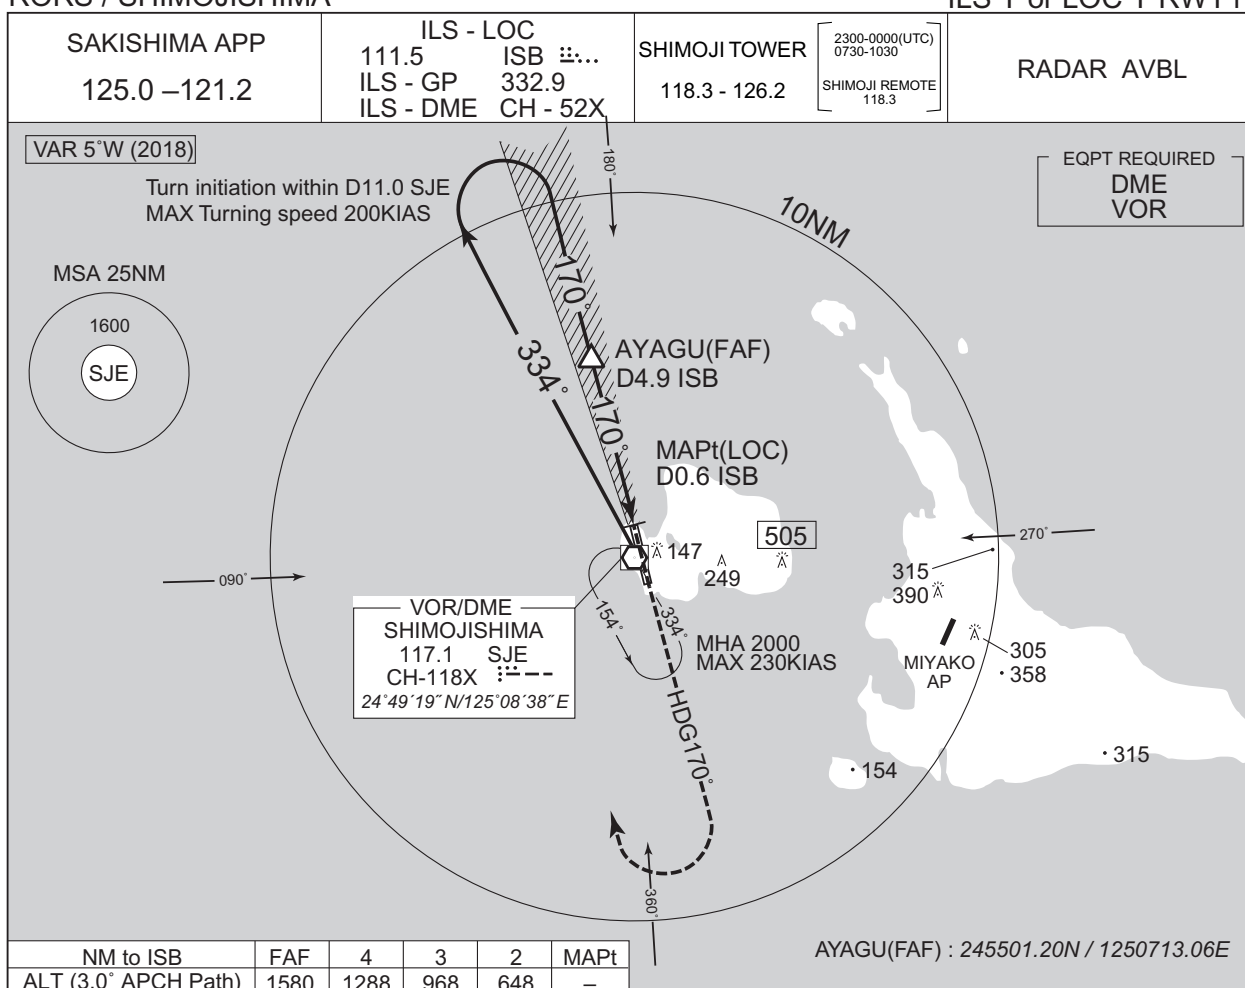 RORS / SHIMOJISHIMA
ILS Y or LOC Y RWY17
SAKISHIMA APP
125.0 –121.2
ILS - LOC
111.5 ISB
ILS - GP 332.9
ILS - DME CH - 52X
SHIMOJI TOWER
118.3 - 126.2
2300-0000(UTC)
0730-1030
SHIMOJI REMOTE
118.3
RADAR AVBL
VAR 5°W (2018)
EQPT REQUIRED
DME
VOR
Turn initiation within D11.0 SJE
MAX Turning speed 200KIAS
180°
10NM
MSA 25NM
1600
SJE
170°
334°
AYAGU(FAF)
D4.9 ISB
170°
MAPt(LOC)
D0.6 ISB
505
147
249
270°
315
390
090°
VOR/DME
SHIMOJISHIMA
117.1 SJE
CH-118X
24°49´19˝N/125°08´38˝E
154°
334°
MHA 2000
MAX 230KIAS
MIYAKO
AP
305
358
HDG170°
154
315
360°
AYAGU(FAF) : 245501.20N / 1250713.06E
NM to ISB FAF 4 3 2 MAPt
ALT (3.0° APCH Path) 1580 1288 968 648 –